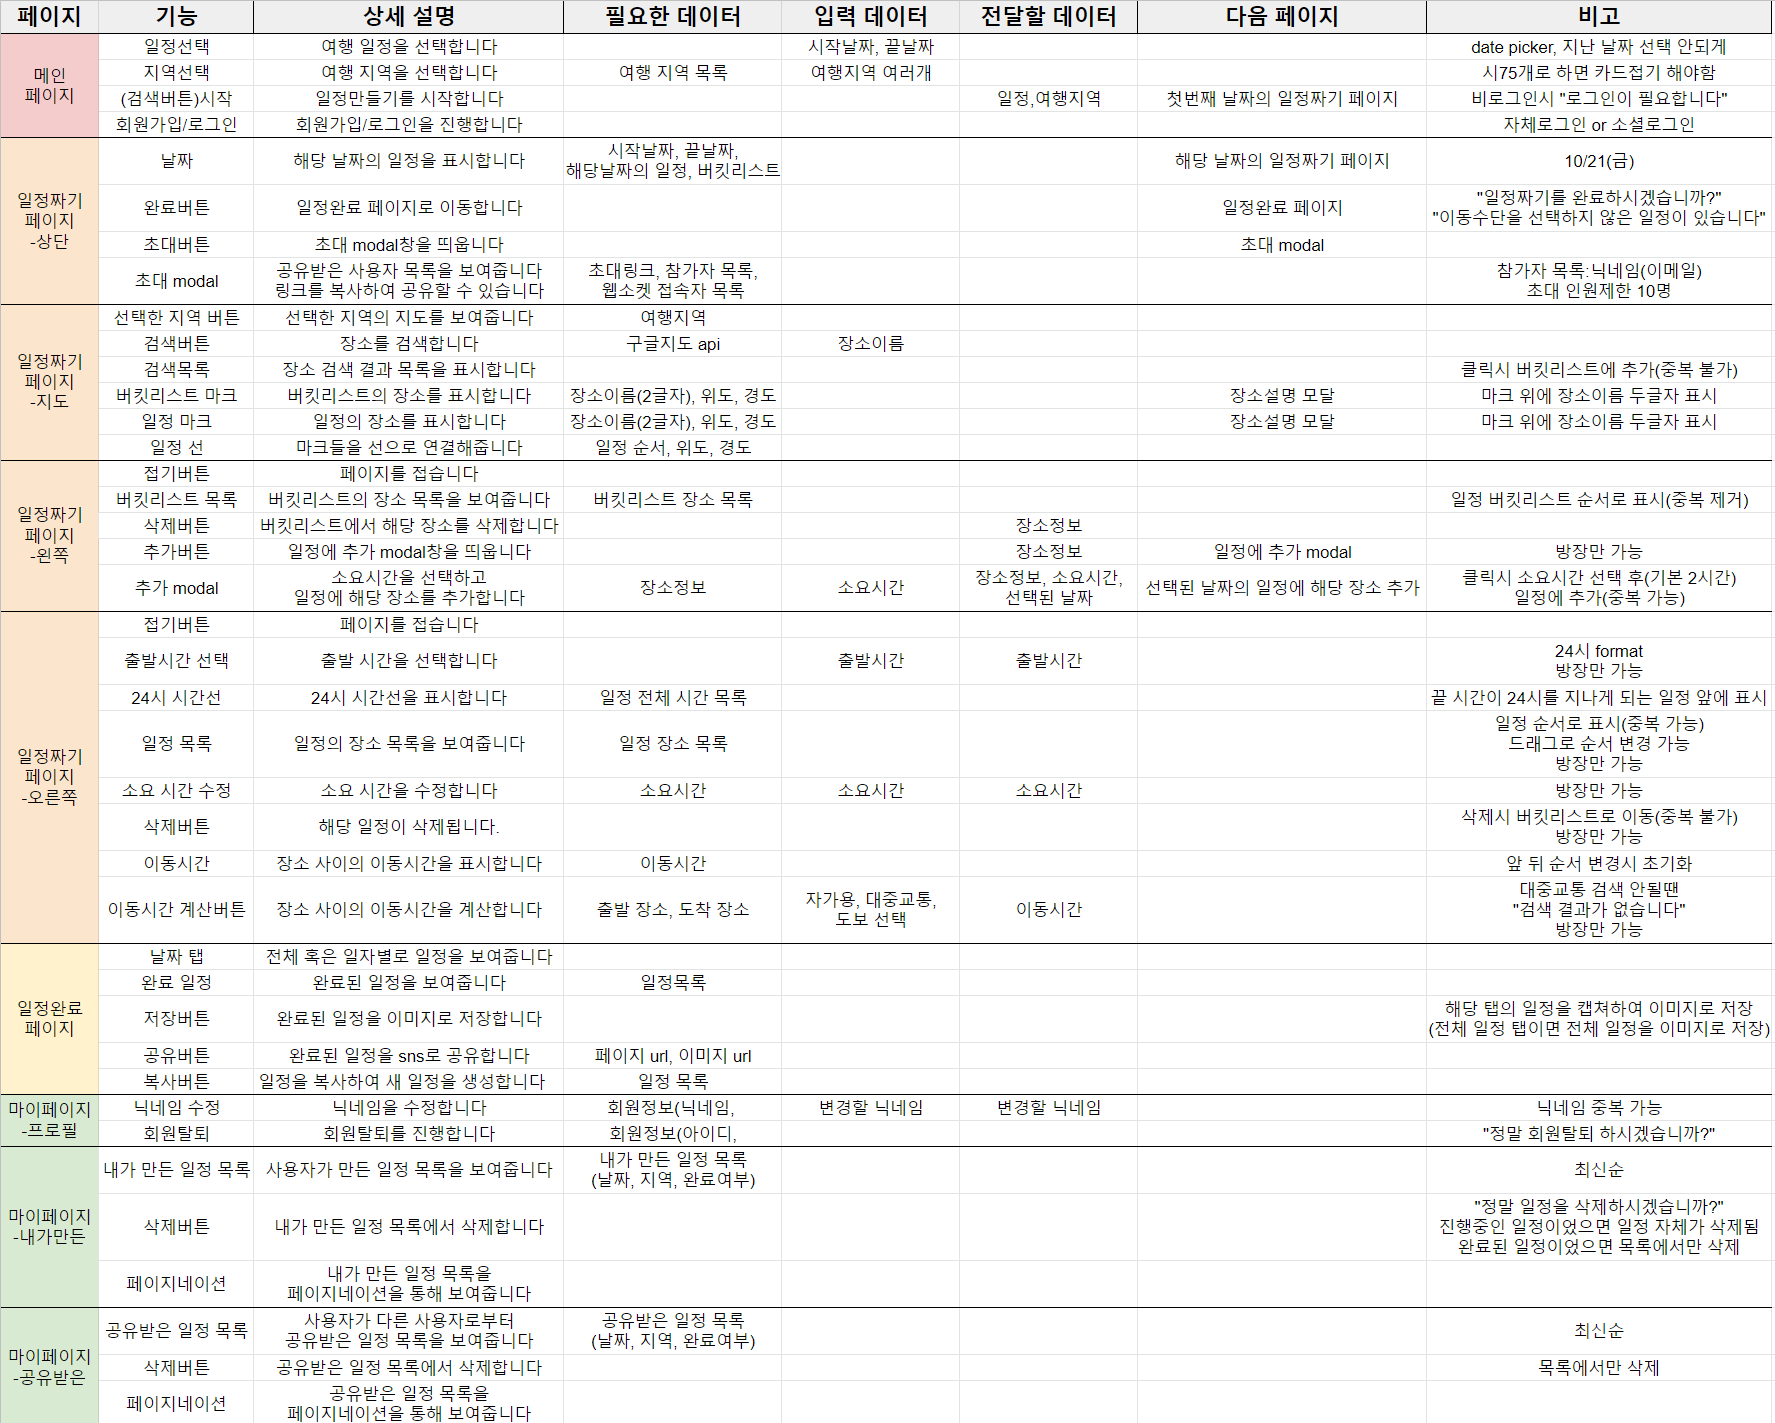 페이지 기능 상세 설명 필요한 데이터 입력 데이터 전달할 데이터 다음 페이지 비고
메인
페이지
일정선택 여행 일정을 선택합니다 시작날짜, 끝날짜 date picker, 지난 날짜 선택 안되게
지역선택 여행 지역을 선택합니다 여행 지역 목록 여행지역 여러개 시75개로 하면 카드접기 해야함
(검색버튼)시작 일정만들기를 시작합니다 일정,여행지역 첫번째 날짜의 일정짜기 페이지 비로그인시 "로그인이 필요합니다"
회원가입/로그인 회원가입/로그인을 진행합니다 자체로그인 or 소셜로그인
일정짜기
페이지
-상단
날짜 해당 날짜의 일정을 표시합니다 시작날짜, 끝날짜,
해당날짜의 일정, 버킷리스트 해당 날짜의 일정짜기 페이지 10/21(금)
완료버튼 일정완료 페이지로 이동합니다 일정완료 페이지 "일정짜기를 완료하시겠습니까?"
"이동수단을 선택하지 않은 일정이 있습니다"
초대버튼 초대 modal창을 띄웁니다 초대 modal
초대 modal 공유받은 사용자 목록을 보여줍니다
링크를 복사하여 공유할 수 있습니다 초대링크, 참가자 목록,
웹소켓 접속자 목록 참가자 목록:닉네임(이메일)
초대 인원제한 10명
일정짜기
페이지
-지도
선택한 지역 버튼 선택한 지역의 지도를 보여줍니다 여행지역
검색버튼 장소를 검색합니다 구글지도 api 장소이름
검색목록 장소 검색 결과 목록을 표시합니다 클릭시 버킷리스트에 추가(중복 불가)
버킷리스트 마크 버킷리스트의 장소를 표시합니다 장소이름(2글자), 위도, 경도 장소설명 모달 마크 위에 장소이름 두글자 표시
일정 마크 일정의 장소를 표시합니다 장소이름(2글자), 위도, 경도 장소설명 모달 마크 위에 장소이름 두글자 표시
일정 선 마크들을 선으로 연결해줍니다 일정 순서, 위도, 경도
일정짜기
페이지
-왼쪽
접기버튼 페이지를 접습니다
버킷리스트 목록 버킷리스트의 장소 목록을 보여줍니다 버킷리스트 장소 목록 일정 버킷리스트 순서로 표시(중복 제거)
삭제버튼 버킷리스트에서 해당 장소를 삭제합니다 장소정보
추가버튼 일정에 추가 modal창을 띄웁니다 장소정보 일정에 추가 modal 방장만 가능
추가 modal 소요시간을 선택하고
일정에 해당 장소를 추가합니다 장소정보 소요시간 장소정보, 소요시간,
선택된 날짜 선택된 날짜의 일정에 해당 장소 추가 클릭시 소요시간 선택 후(기본 2시간)
일정에 추가(중복 가능)
일정짜기
페이지
-오른쪽
접기버튼 페이지를 접습니다
출발시간 선택 출발 시간을 선택합니다 출발시간 출발시간 24시 format
방장만 가능
24시 시간선 24시 시간선을 표시합니다 일정 전체 시간 목록 끝 시간이 24시를 지나게 되는 일정 앞에 표시
일정 목록 일정의 장소 목록을 보여줍니다 일정 장소 목록 일정 순서로 표시(중복 가능)
드래그로 순서 변경 가능
방장만 가능
소요 시간 수정 소요 시간을 수정합니다 소요시간 소요시간 소요시간 방장만 가능
삭제버튼 해당 일정이 삭제됩니다. 삭제시 버킷리스트로 이동(중복 불가)
방장만 가능
이동시간 장소 사이의 이동시간을 표시합니다 이동시간 앞 뒤 순서 변경시 초기화
이동시간 계산버튼 장소 사이의 이동시간을 계산합니다 출발 장소, 도착 장소 자가용, 대중교통,
도보 선택 이동시간 대중교통 검색 안될땐
"검색 결과가 없습니다"
방장만 가능
일정완료
페이지
날짜 탭 전체 혹은 일자별로 일정을 보여줍니다
완료 일정 완료된 일정을 보여줍니다 일정목록
저장버튼 완료된 일정을 이미지로 저장합니다 해당 탭의 일정을 캡쳐하여 이미지로 저장
(전체 일정 탭이면 전체 일정을 이미지로 저장)
공유버튼 완료된 일정을 sns로 공유합니다 페이지 url, 이미지 url
복사버튼 일정을 복사하여 새 일정을 생성합니다 일정 목록
마이페이지
-프로필
닉네임 수정 닉네임을 수정합니다 회원정보(닉네임, 변경할 닉네임 변경할 닉네임 닉네임 중복 가능
회원탈퇴 회원탈퇴를 진행합니다 회원정보(아이디, "정말 회원탈퇴 하시겠습니까?"
마이페이지
-내가만든
내가 만든 일정 목록 사용자가 만든 일정 목록을 보여줍니다 내가 만든 일정 목록
(날짜, 지역, 완료여부) 최신순
삭제버튼 내가 만든 일정 목록에서 삭제합니다 "정말 일정을 삭제하시겠습니까?"
진행중인 일정이었으면 일정 자체가 삭제됨
완료된 일정이었으면 목록에서만 삭제
페이지네이션 내가 만든 일정 목록을
페이지네이션을 통해 보여줍니다
마이페이지
-공유받은
공유받은 일정 목록 사용자가 다른 사용자로부터
공유받은 일정 목록을 보여줍니다 공유받은 일정 목록
(날짜, 지역, 완료여부) 최신순
삭제버튼 공유받은 일정 목록에서 삭제합니다 목록에서만 삭제
페이지네이션 공유받은 일정 목록을
페이지네이션을 통해 보여줍니다